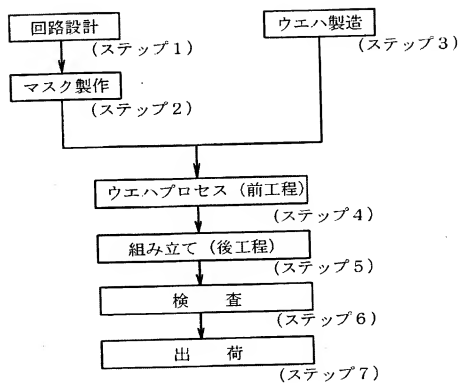 回路設計
(ステップ1)
ウエハ製造
(ステップ3)
マスク製作
(ステップ2)
ウエハプロセス(前工程)
(ステップ4)
組み立て(後工程)
(ステップ5)
検 査
(ステップ6)
出 荷
(ステップ7)